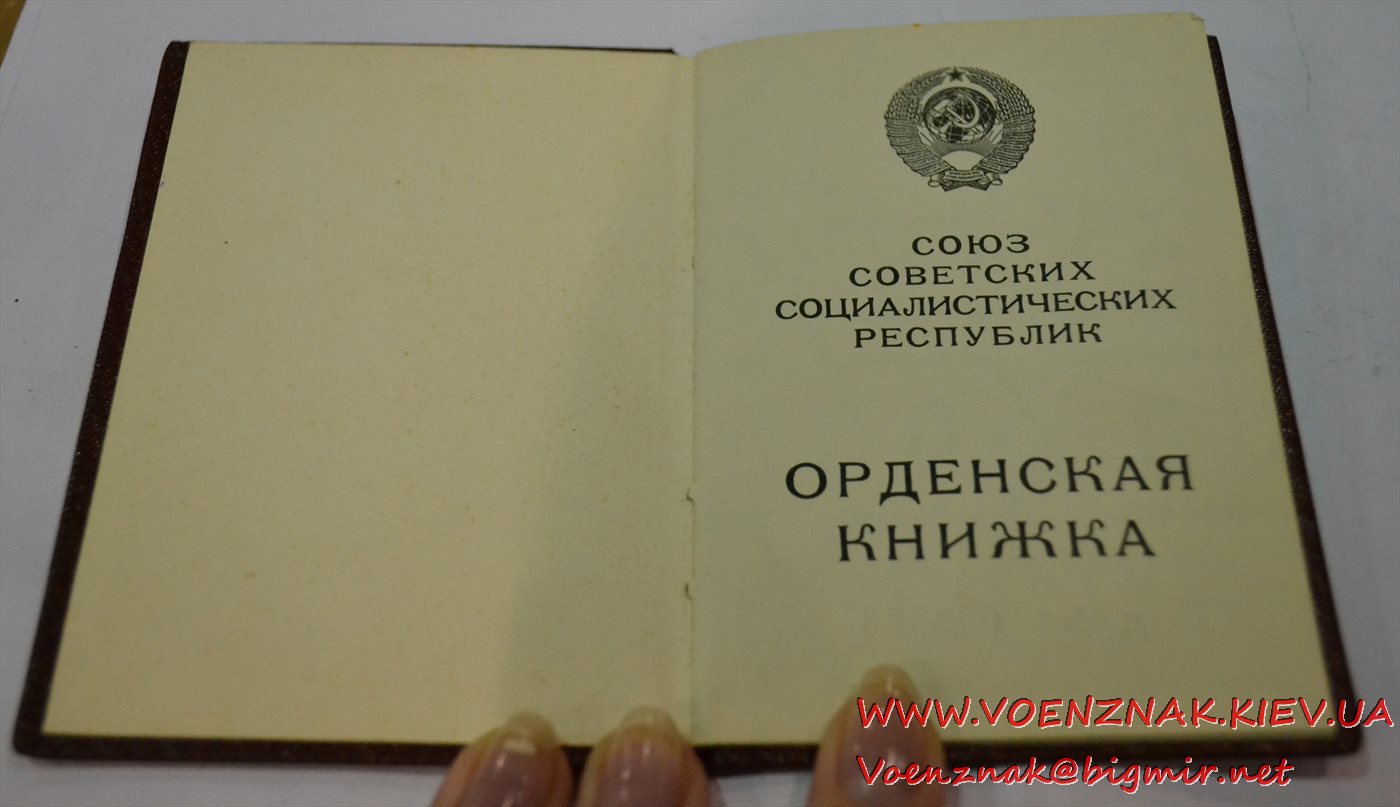 СОЮЗ
СОВЕТСКИХ
СОЦИАЛИСТИЧЕСКИХ
РЕСПУБЛИК
ОРДЕНСКАЯ
КНИЖКА
WWW.VOENZNAK.KIEV.UA
Voenznak@bigmir.net